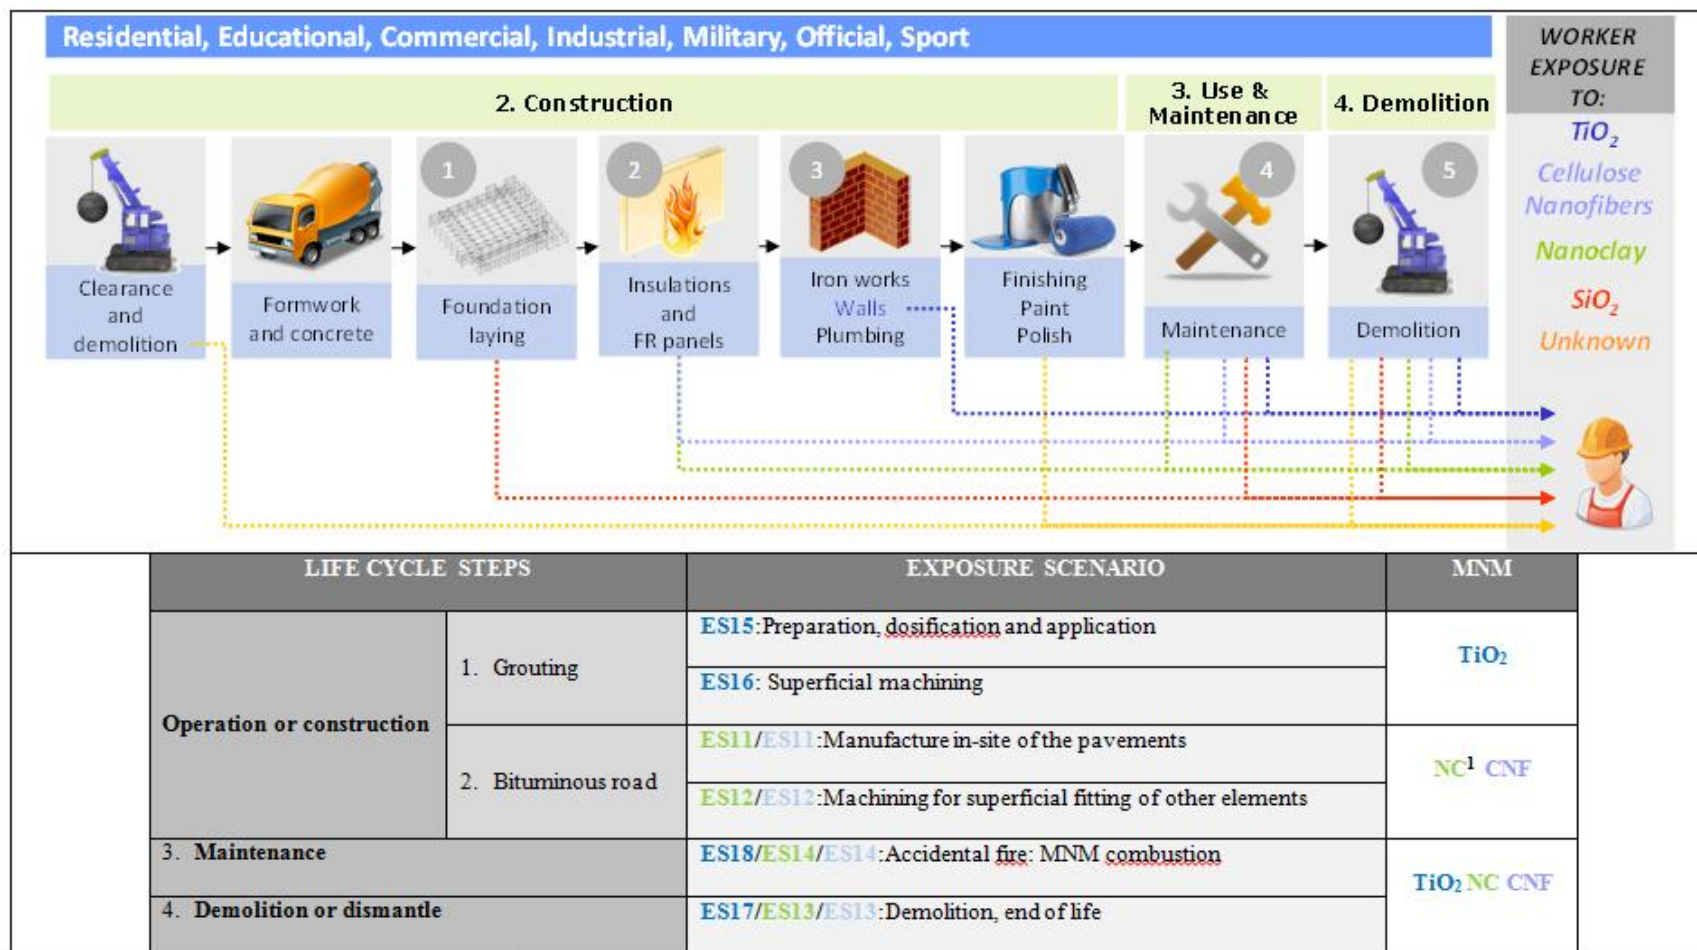 Residential, Educational, Commercial, Industrial, Military, Official, Sport
WORKER
EXPOSURE
TO:
2. Construction
3. Use &
Maintenance
4. Demolition
TiO2
Cellulose
Nanofibers
Nanoclay
SiO2
Unknown
1
2
3
4
5
Clearance
and
demolition
Formwork
and concrete
Foundation
laying
Insulations
and
FR panels
Iron works
Walls
Plumbing
Finishing
Paint
Polish
Maintenance
Demolition
LIFE CYCLE STEPS
EXPOSURE SCENARIO
MNM
Operation or construction
1. Grouting
ES15:Preparation, dosification and application
ES16: Superficial machining
TiO2
2. Bituminous road
ES11/ES11:Manufacture in-site of the pavements
ES12/ES12:Machining for superficial fitting of other elements
NC1 CNF
3. Maintenance
ES18/ES14/ES14:Accidental fire: MNM combustion
4. Demolition or dismantle
ES17/ES13/ES13:Demolition, end of life
TiO2 NC CNF